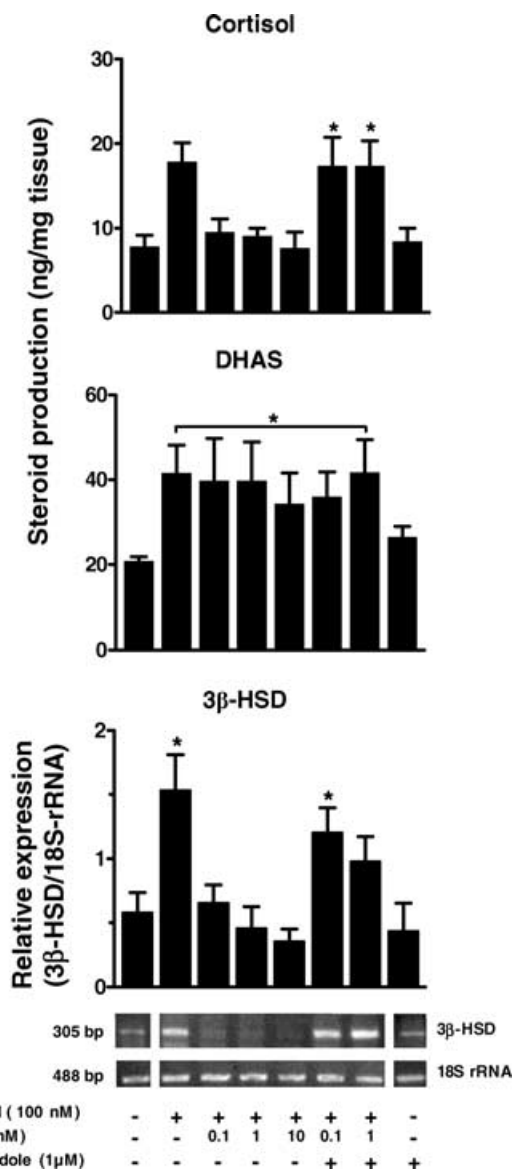 Cortisol
Steroid production (ng/mg tissue)
30
20
10
0
* *
DHAS
60
40
20
0
*
3β-HSD
Relative expression
(3β-HSD/18S-rRNA)
2
1
0
*
*
305 bp 3β-HSD
488 bp 18S rRNA
( 100 nM) - + + + + + + -
nM) - - 0.1 1 10 0.1 1 -
dole (1µM) - - - - - + + +